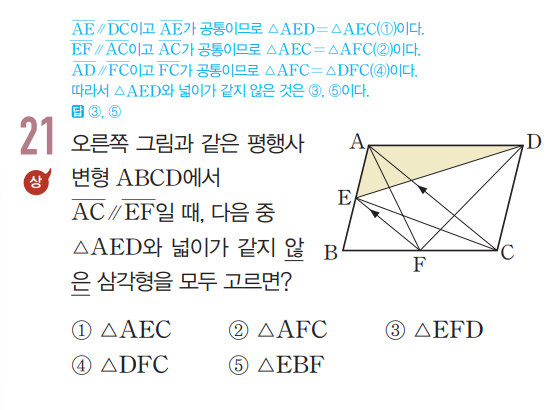 AE∥DC이고 AE가 공통이므로 △AED=△AEC(①)이다.
EF∥AC이고 AC가 공통이므로 △AEC=△AFC(②)이다.
AD∥FC이고 FC가 공통이므로 △AFC=△DFC(④)이다.
따라서 △AED와 넓이가 같지 않은 것은 ③, ⑤이다.
답 ③, ⑤
21
상
오른쪽 그림과 같은 평행사
변형 ABCD에서
AC∥EF일 때, 다음 중
△AED와 넓이가 같지 않
은 삼각형을 모두 고르면?
A D
E
B F C
① △AEC ② △AFC ③ △EFD
④ △DFC ⑤ △EBF